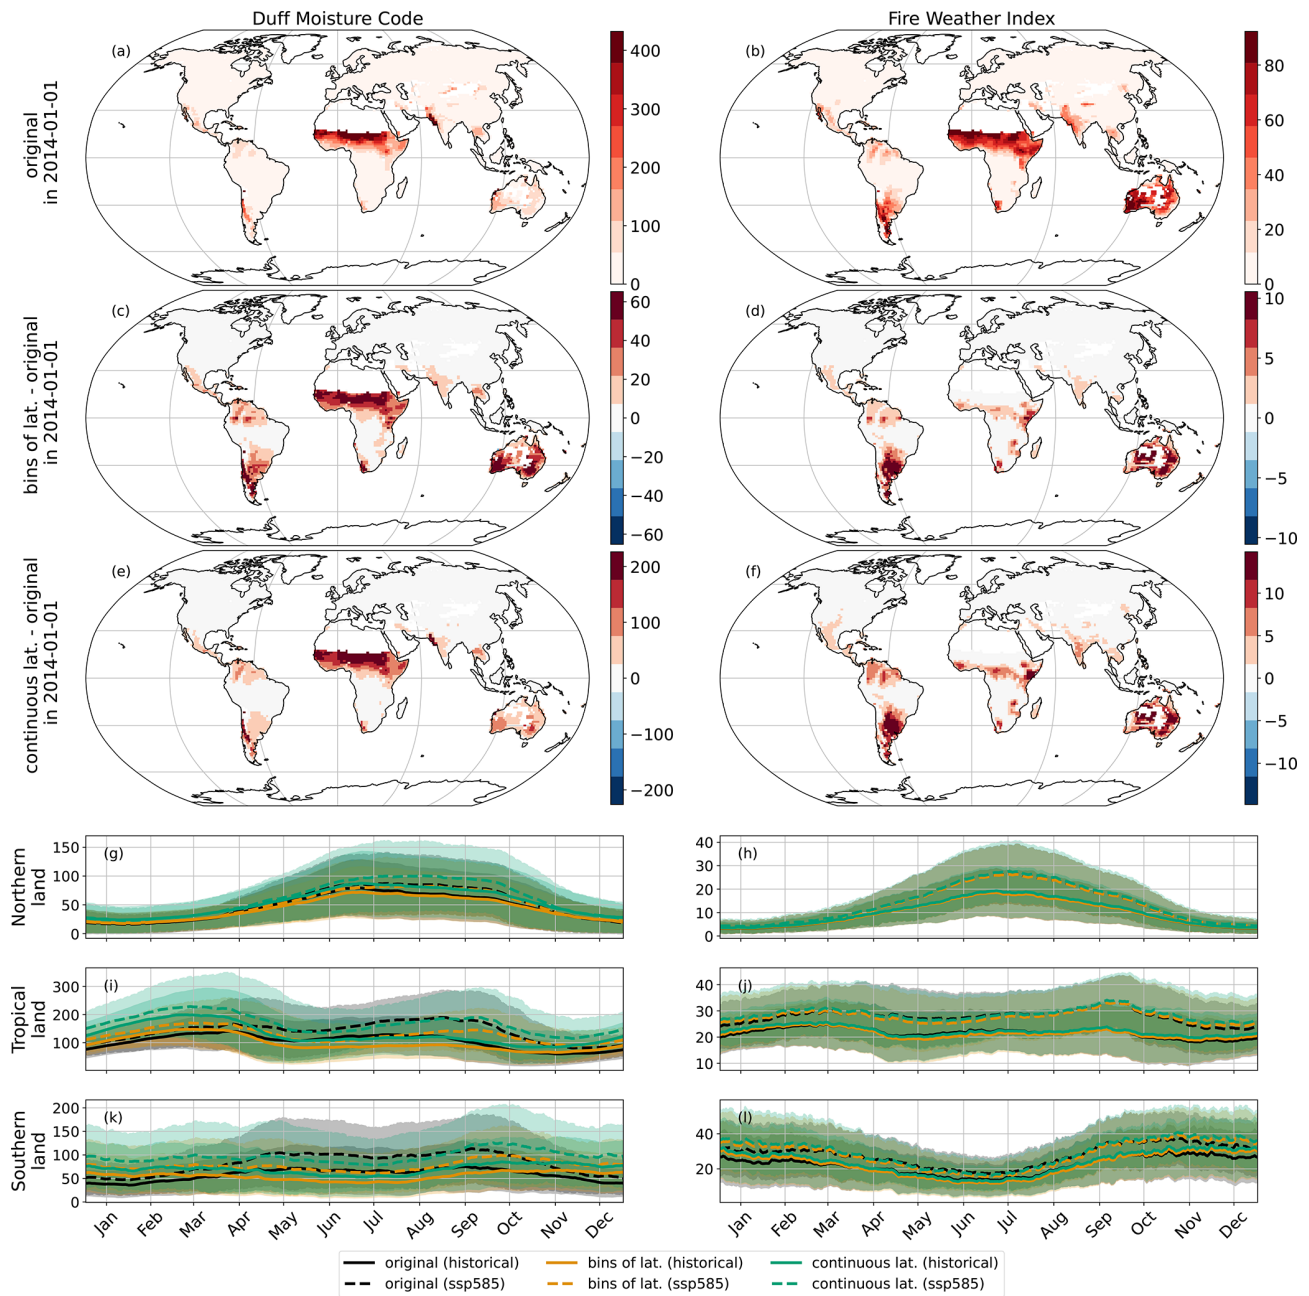 Duff Moisture Code
Fire Weather Index
original
in 2014-01-01
(a)
400
300
200
100
0
(b)
80
60
40
20
0
bins of lat. - original
in 2014-01-01
(c)
60
40
20
0
−20
−40
−60
(d)
10
5
0
−5
−10
continuous lat. - original
in 2014-01-01
(e)
200
100
0
−100
−200
(f)
10
5
0
−5
−10
Northern
land
(g)
150
100
50
0
(h)
40
30
20
10
0
Tropical
land
(i)
300
200
100
(j)
40
30
20
10
Southern
land
(k)
200
150
100
50
0
(l)
40
20
Jan Feb Mar Apr May Jun Jul Aug Sep Oct Nov Dec
Jan Feb Mar Apr May Jun Jul Aug Sep Oct Nov Dec
original (historical)
original (ssp585)
bins of lat. (historical)
bins of lat. (ssp585)
continuous lat. (historical)
continuous lat. (ssp585)